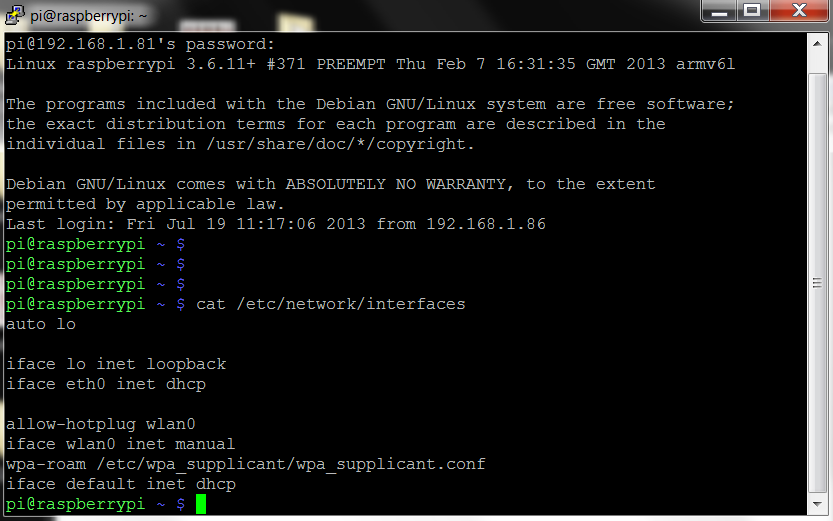 pi@raspberrypi: ~
pi@192.168.1.81's password:
Linux raspberrypi 3.6.11+ #371 PREEMPT Thu Feb 7 16:31:35 GMT 2013 armv6l
The programs included with the Debian GNU/Linux system are free software;
the exact distribution terms for each program are described in the
individual files in /usr/share/doc/*/copyright.
Debian GNU/Linux comes with ABSOLUTELY NO WARRANTY, to the extent
permitted by applicable law.
Last login: Fri Jul 19 11:17:06 2013 from 192.168.1.86
pi@raspberrypi ~ $
pi@raspberrypi ~ $
pi@raspberrypi ~ $
pi@raspberrypi ~ $ cat /etc/network/interfaces
auto lo
iface lo inet loopback
iface eth0 inet dhcp
allow-hotplug wlan0
iface wlan0 inet manual
wpa-roam /etc/wpa_supplicant/wpa_supplicant.conf
iface default inet dhcp
pi@raspberrypi ~ $